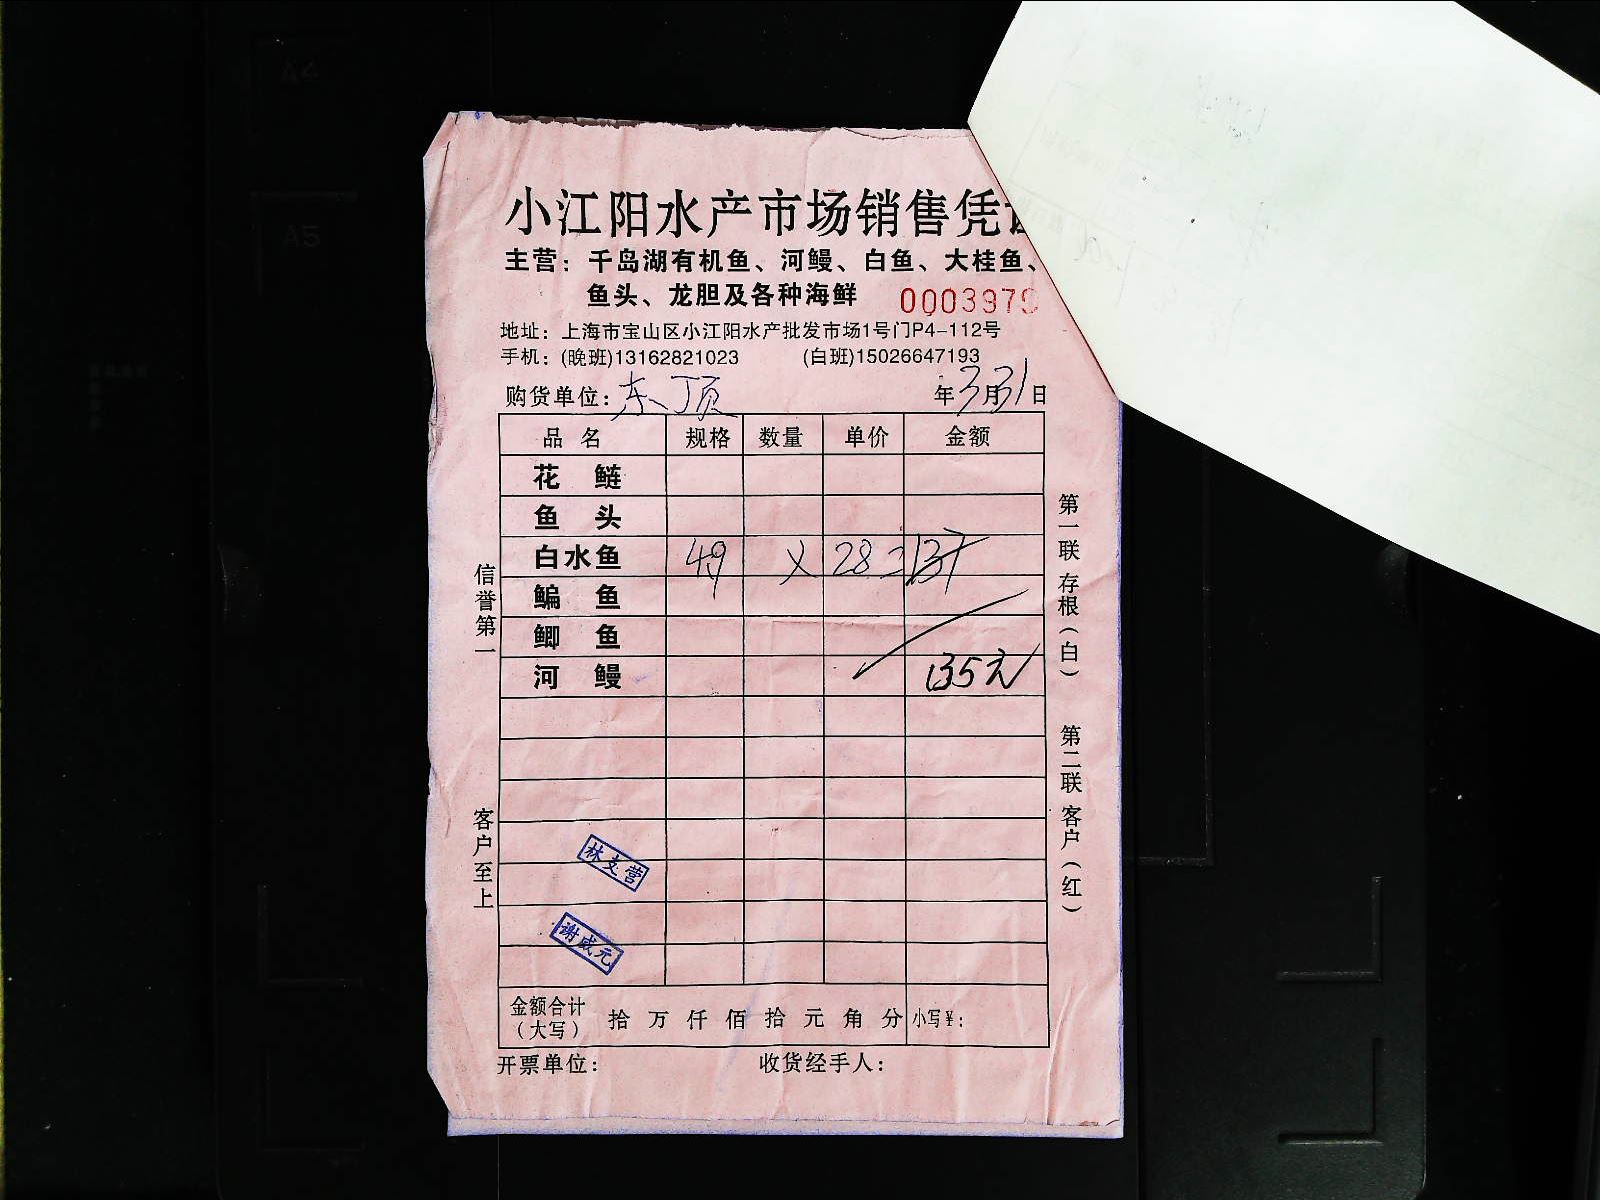 小江阳水产市场销售凭
主营：千岛湖有机鱼、河鳗、白鱼、大桂鱼、
鱼头、龙胆及各种海鲜 0003979
地址：上海市宝山区小江阳水产批发市场1号门P4-112号
手机：(晚班)13162821023 (白班)15026647193
购货单位： 年3月31日
品名 规格 数量 单价 金额
花鲢
鱼头
白水鱼 49 × 28 = 137
鳊鱼
鲫鱼
河鳗 135元
信誉第一
客户至上
第一联 存根（白）
第二联 客户（红）
林支营
谢成元
金额合计（大写） 拾 万 仟 佰 拾 元 角 分 小写¥：
开票单位： 收货经手人：
A4
A5